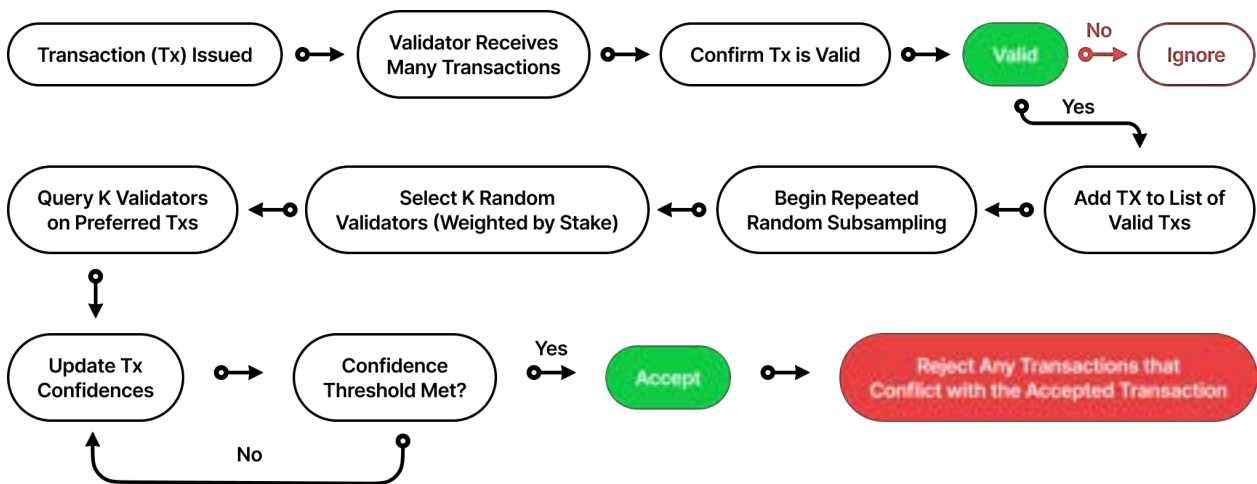 Transaction (Tx) Issued
Validator Receives
Many Transactions
Confirm Tx is Valid
Valid
No
Ignore
Yes
Add TX to List of
Valid Txs
Begin Repeated
Random Subsampling
Select K Random
Validators (Weighted by Stake)
Query K Validators
on Preferred Txs
Update Tx
Confidences
Confidence
Threshold Met?
Yes
Accept
Reject Any Transactions that
Conflict with the Accepted Transaction
No